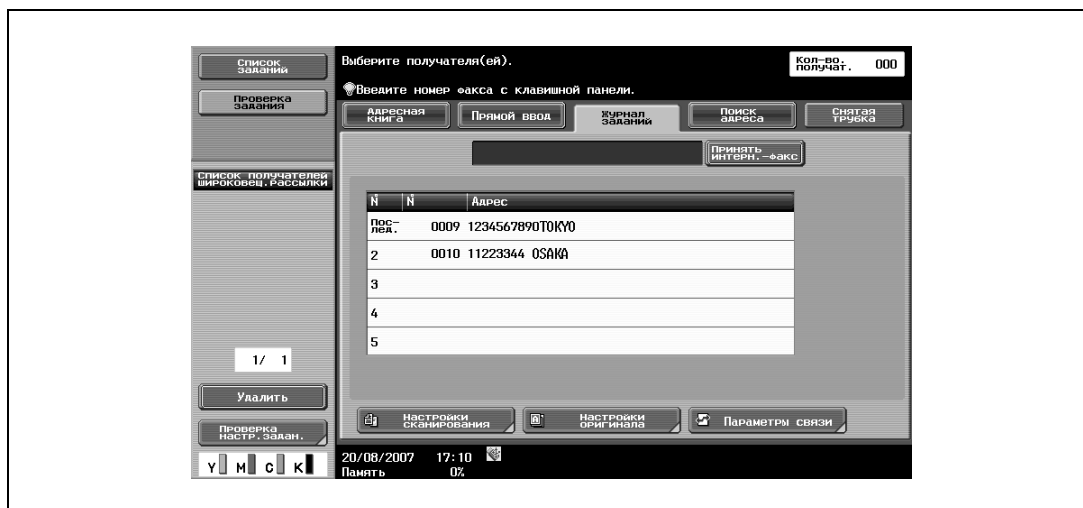 Список
заданий
Проверка
задания
Список получателей
широковещ.рассылки
1/ 1
Удалить
Проверка
настр.задан.
Y M C K
Выберите получателя(ей).
Кол-во.
получат. 000
Введите номер факса с клавишной панели.
Адресная
книга
Прямой ввод
Журнал
заданий
Поиск
адреса
Снятая
трубка
Принять
интерн.-факс
N N Адрес
Пос-
лед. 0009 1234567890TOKYO
2 0010 11223344 OSAKA
3
4
5
Настройки
сканирования
Настройки
оригинала
Параметры связи
20/08/2007 17:10
Память 0%